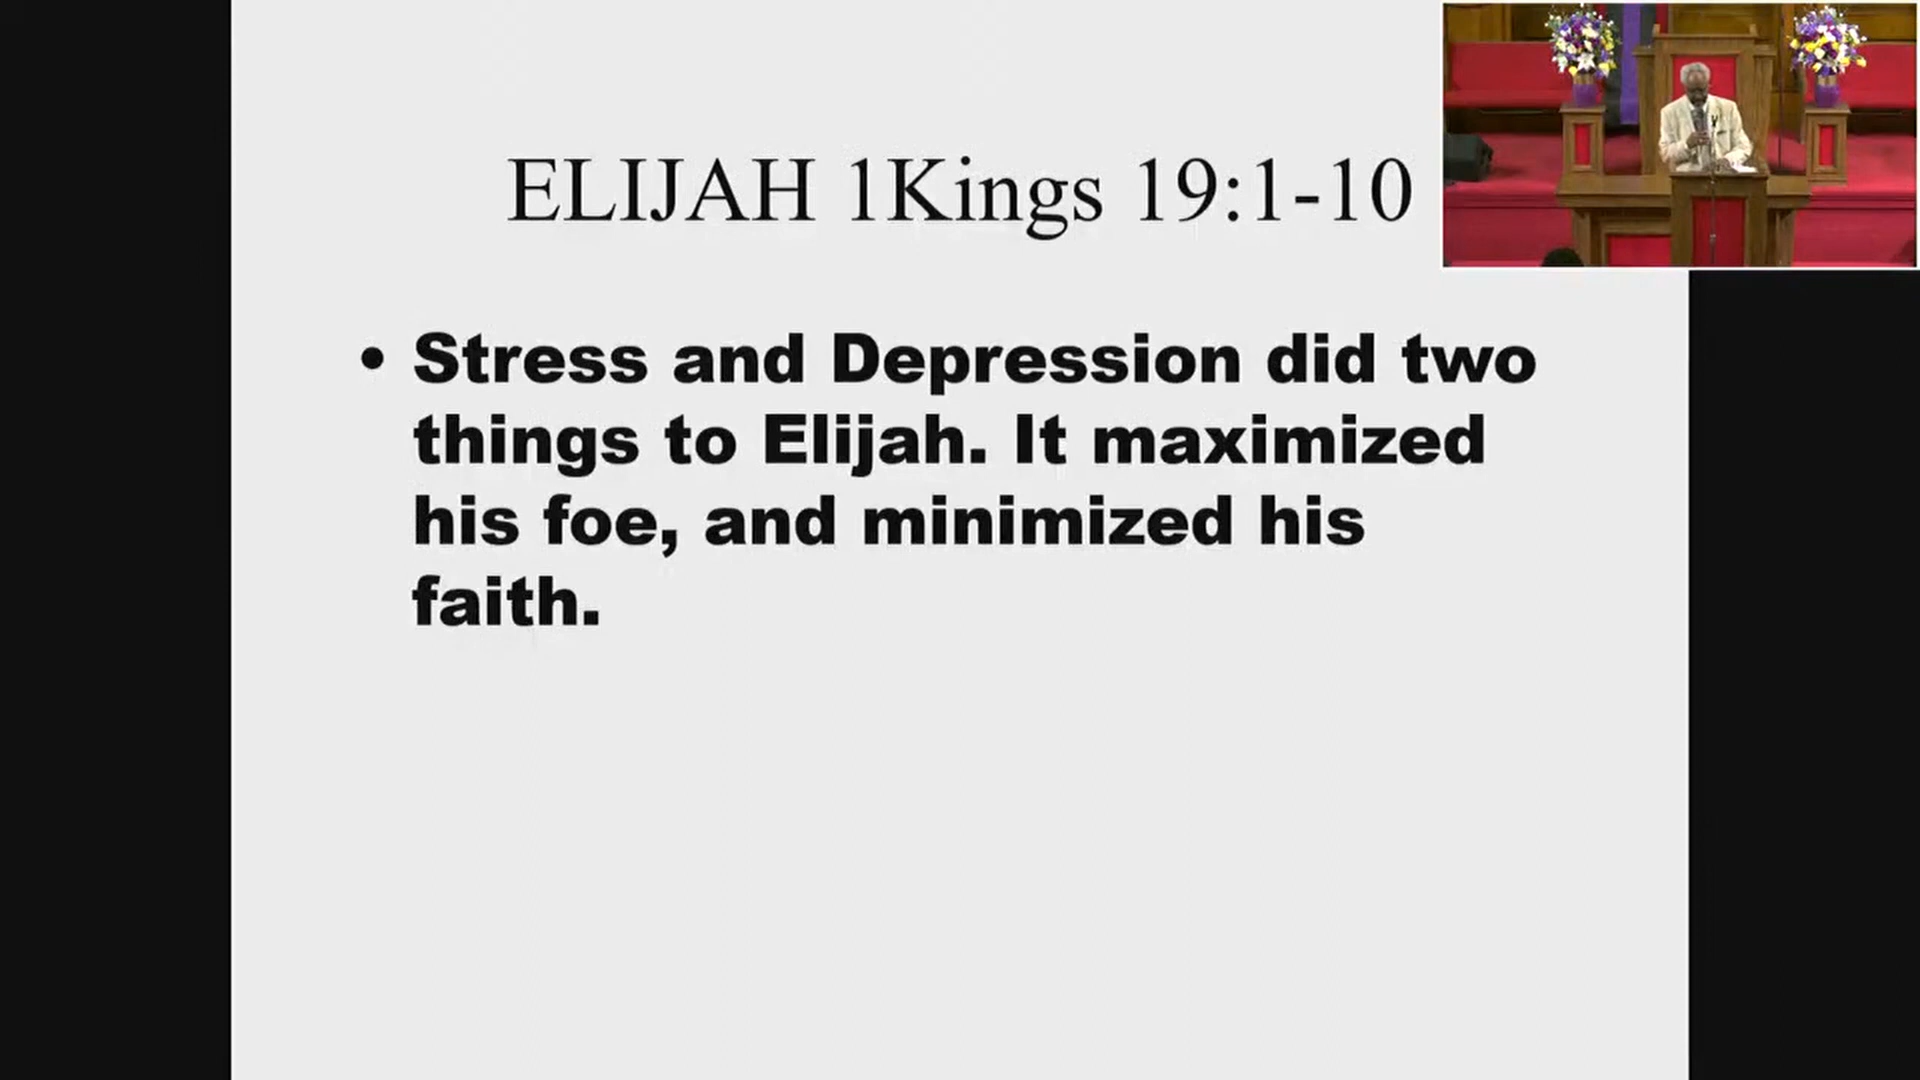 ELIJAH 1Kings 19:1-10
• Stress and Depression did two
things to Elijah. It maximized
his foe, and minimized his
faith.